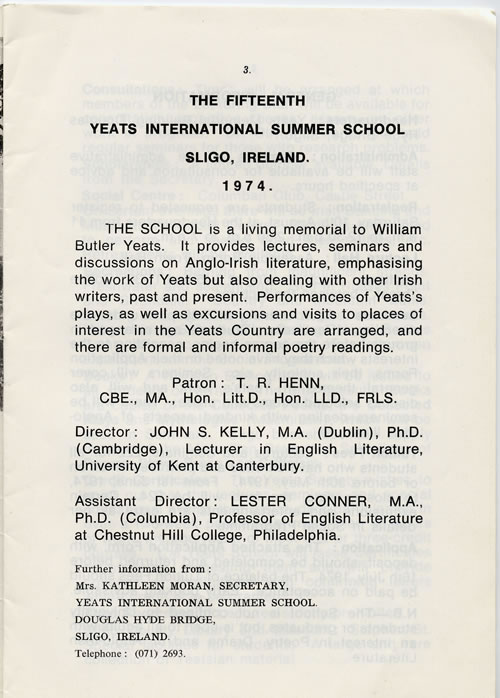 3.
THE FIFTEENTH
YEATS INTERNATIONAL SUMMER SCHOOL
SLIGO, IRELAND.
1974.
THE SCHOOL is a living memorial to William
Butler Yeats. It provides lectures, seminars and
discussions on Anglo-Irish literature, emphasising
the work of Yeats but also dealing with other Irish
writers, past and present. Performances of Yeats's
plays, as well as excursions and visits to places of
interest in the Yeats Country are arranged, and
there are formal and informal poetry readings.
Patron : T. R. HENN,
CBE., MA., Hon. Litt.D., Hon. LLD., FRLS.
Director : JOHN S. KELLY, M.A. (Dublin), Ph.D.
(Cambridge), Lecturer in English Literature,
University of Kent at Canterbury.
Assistant Director : LESTER CONNER, M.A.,
Ph.D. (Columbia), Professor of English Literature
at Chestnut Hill College, Philadelphia.
Further information from :
Mrs. KATHLEEN MORAN, SECRETARY,
YEATS INTERNATIONAL SUMMER SCHOOL.
DOUGLAS HYDE BRIDGE,
SLIGO, IRELAND.
Telephone : (071) 2693.